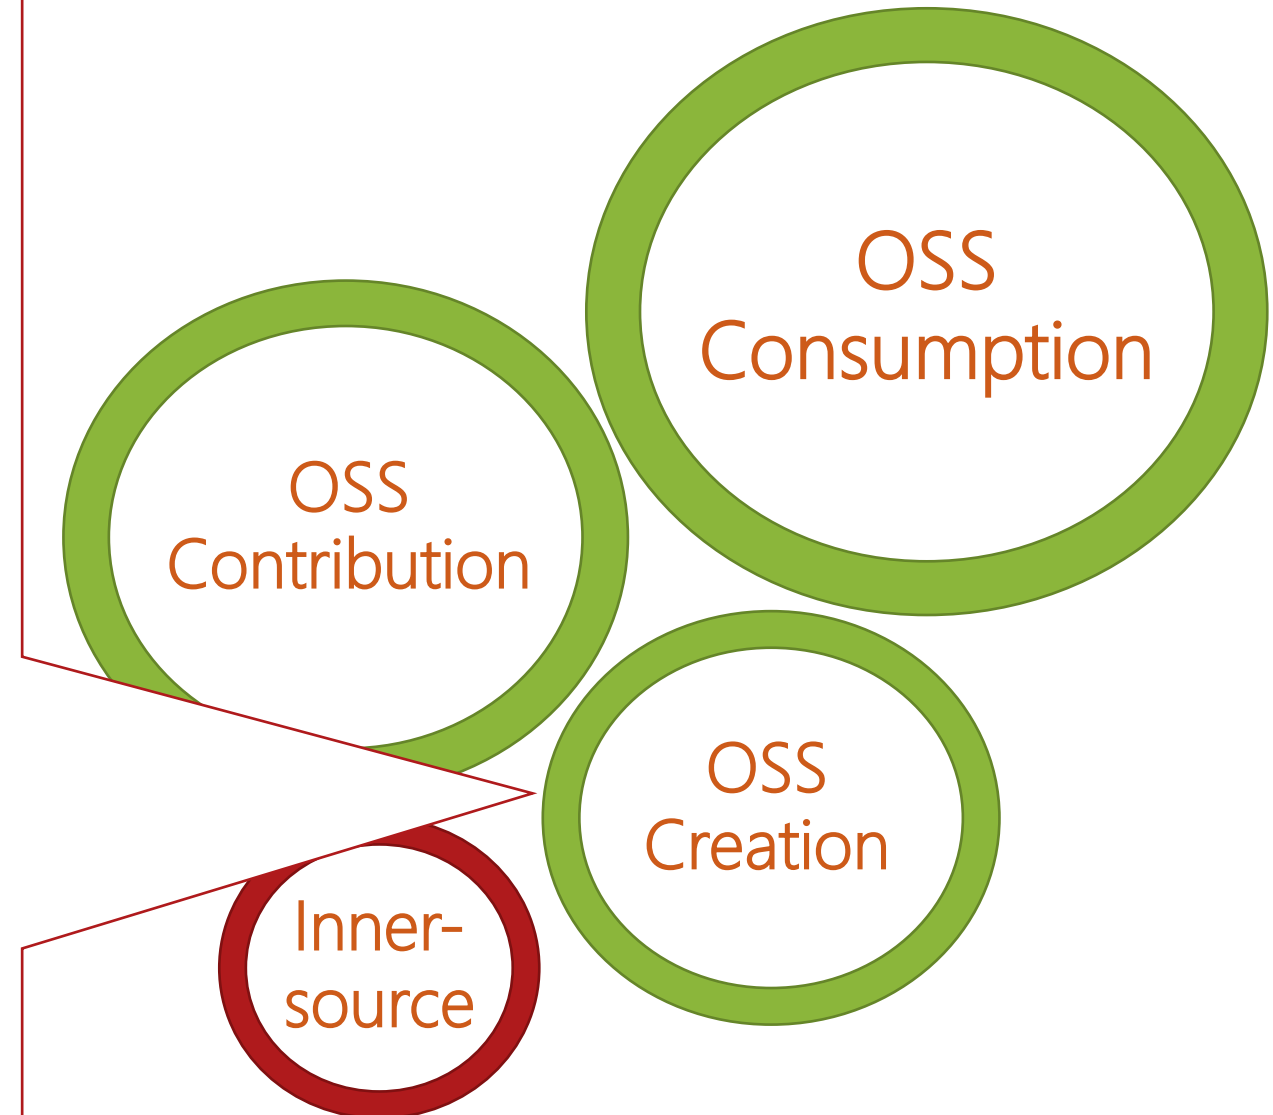 OSS
Consumption
OSS
Contribution
OSS
Creation
Inner-
source